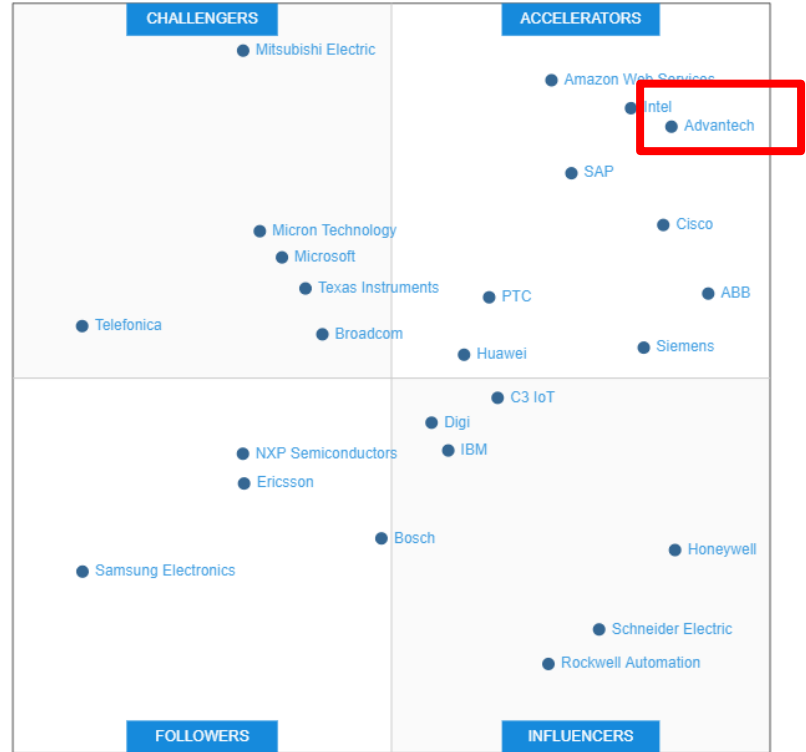 CHALLENGERS
ACCELERATORS
Mitsubishi Electric
Amazon Web Services
Intel
Advantech
SAP
Cisco
Micron Technology
Microsoft
Texas Instruments
PTC
ABB
Telefonica
Broadcom
Siemens
Huawei
C3 IoT
Digi
NXP Semiconductors
IBM
Ericsson
Bosch
Honeywell
Samsung Electronics
Schneider Electric
Rockwell Automation
FOLLOWERS
INFLUENCERS